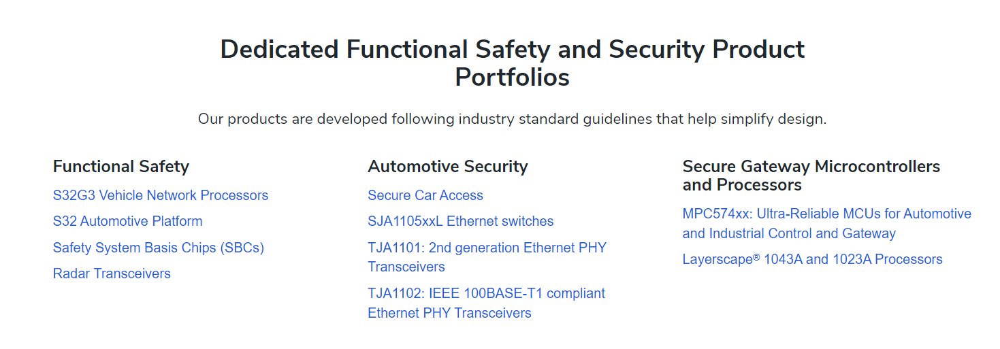 Dedicated Functional Safety and Security Product
Portfolios
Our products are developed following industry standard guidelines that help simplify design.
Functional Safety
S32G3 Vehicle Network Processors
S32 Automotive Platform
Safety System Basis Chips (SBCs)
Radar Transceivers
Automotive Security
Secure Car Access
SJA1105xxL Ethernet switches
TJA1101: 2nd generation Ethernet PHY
Transceivers
TJA1102: IEEE 100BASE-T1 compliant
Ethernet PHY Transceivers
Secure Gateway Microcontrollers
and Processors
MPC574xx: Ultra-Reliable MCUs for Automotive
and Industrial Control and Gateway
Layerscape® 1043A and 1023A Processors